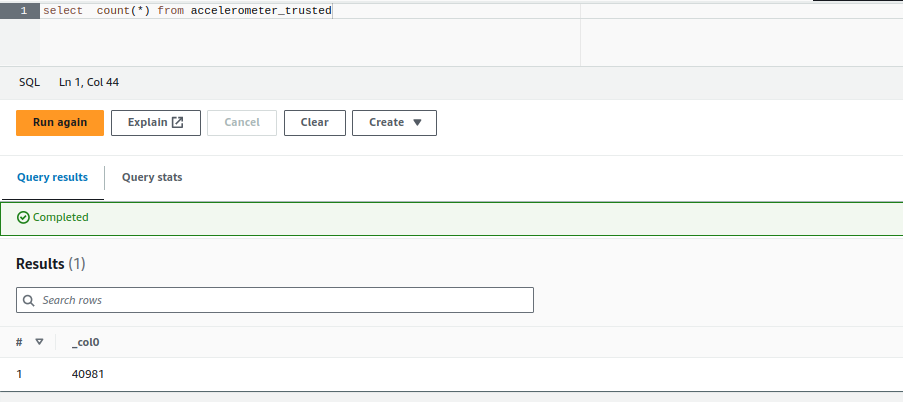 1 select  count(*) from accelerometer_trusted
SQL Ln 1, Col 44
Run again Explain Cancel Clear Create
Query results Query stats
Completed
Results (1)
Search rows
# _col0
1 40981